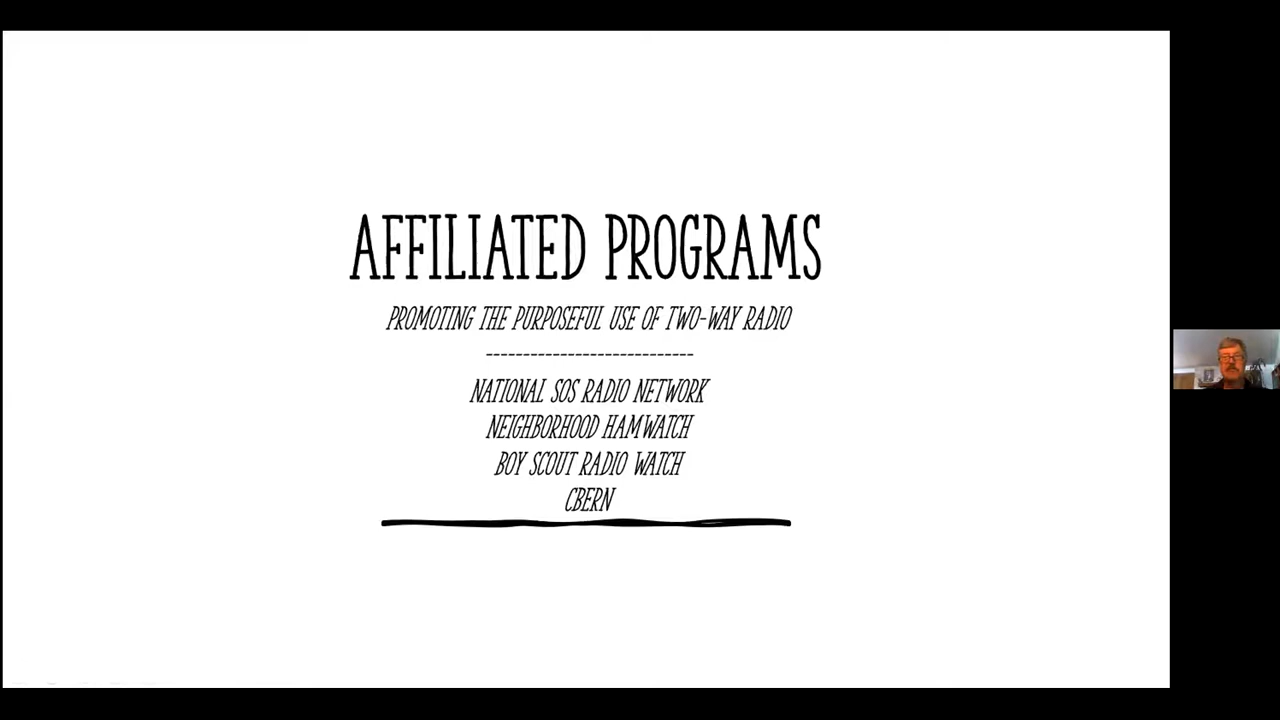 AFFILIATED PROGRAMS
PROMOTING THE PURPOSEFUL USE OF TWO-WAY RADIO
----------------------------
NATIONAL SOS RADIO NETWORK
NEIGHBORHOOD HAMWATCH
BOY SCOUT RADIO WATCH
CBERN